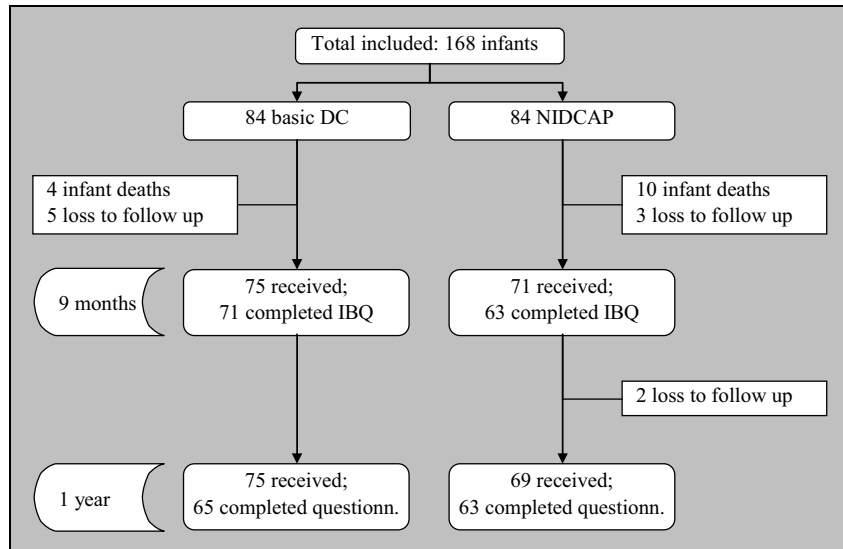 Total included: 168 infants
84 basic DC
84 NIDCAP
4 infant deaths
5 loss to follow up
10 infant deaths
3 loss to follow up
9 months
75 received;
71 completed IBQ
71 received;
63 completed IBQ
2 loss to follow up
1 year
75 received;
65 completed questionn.
69 received;
63 completed questionn.